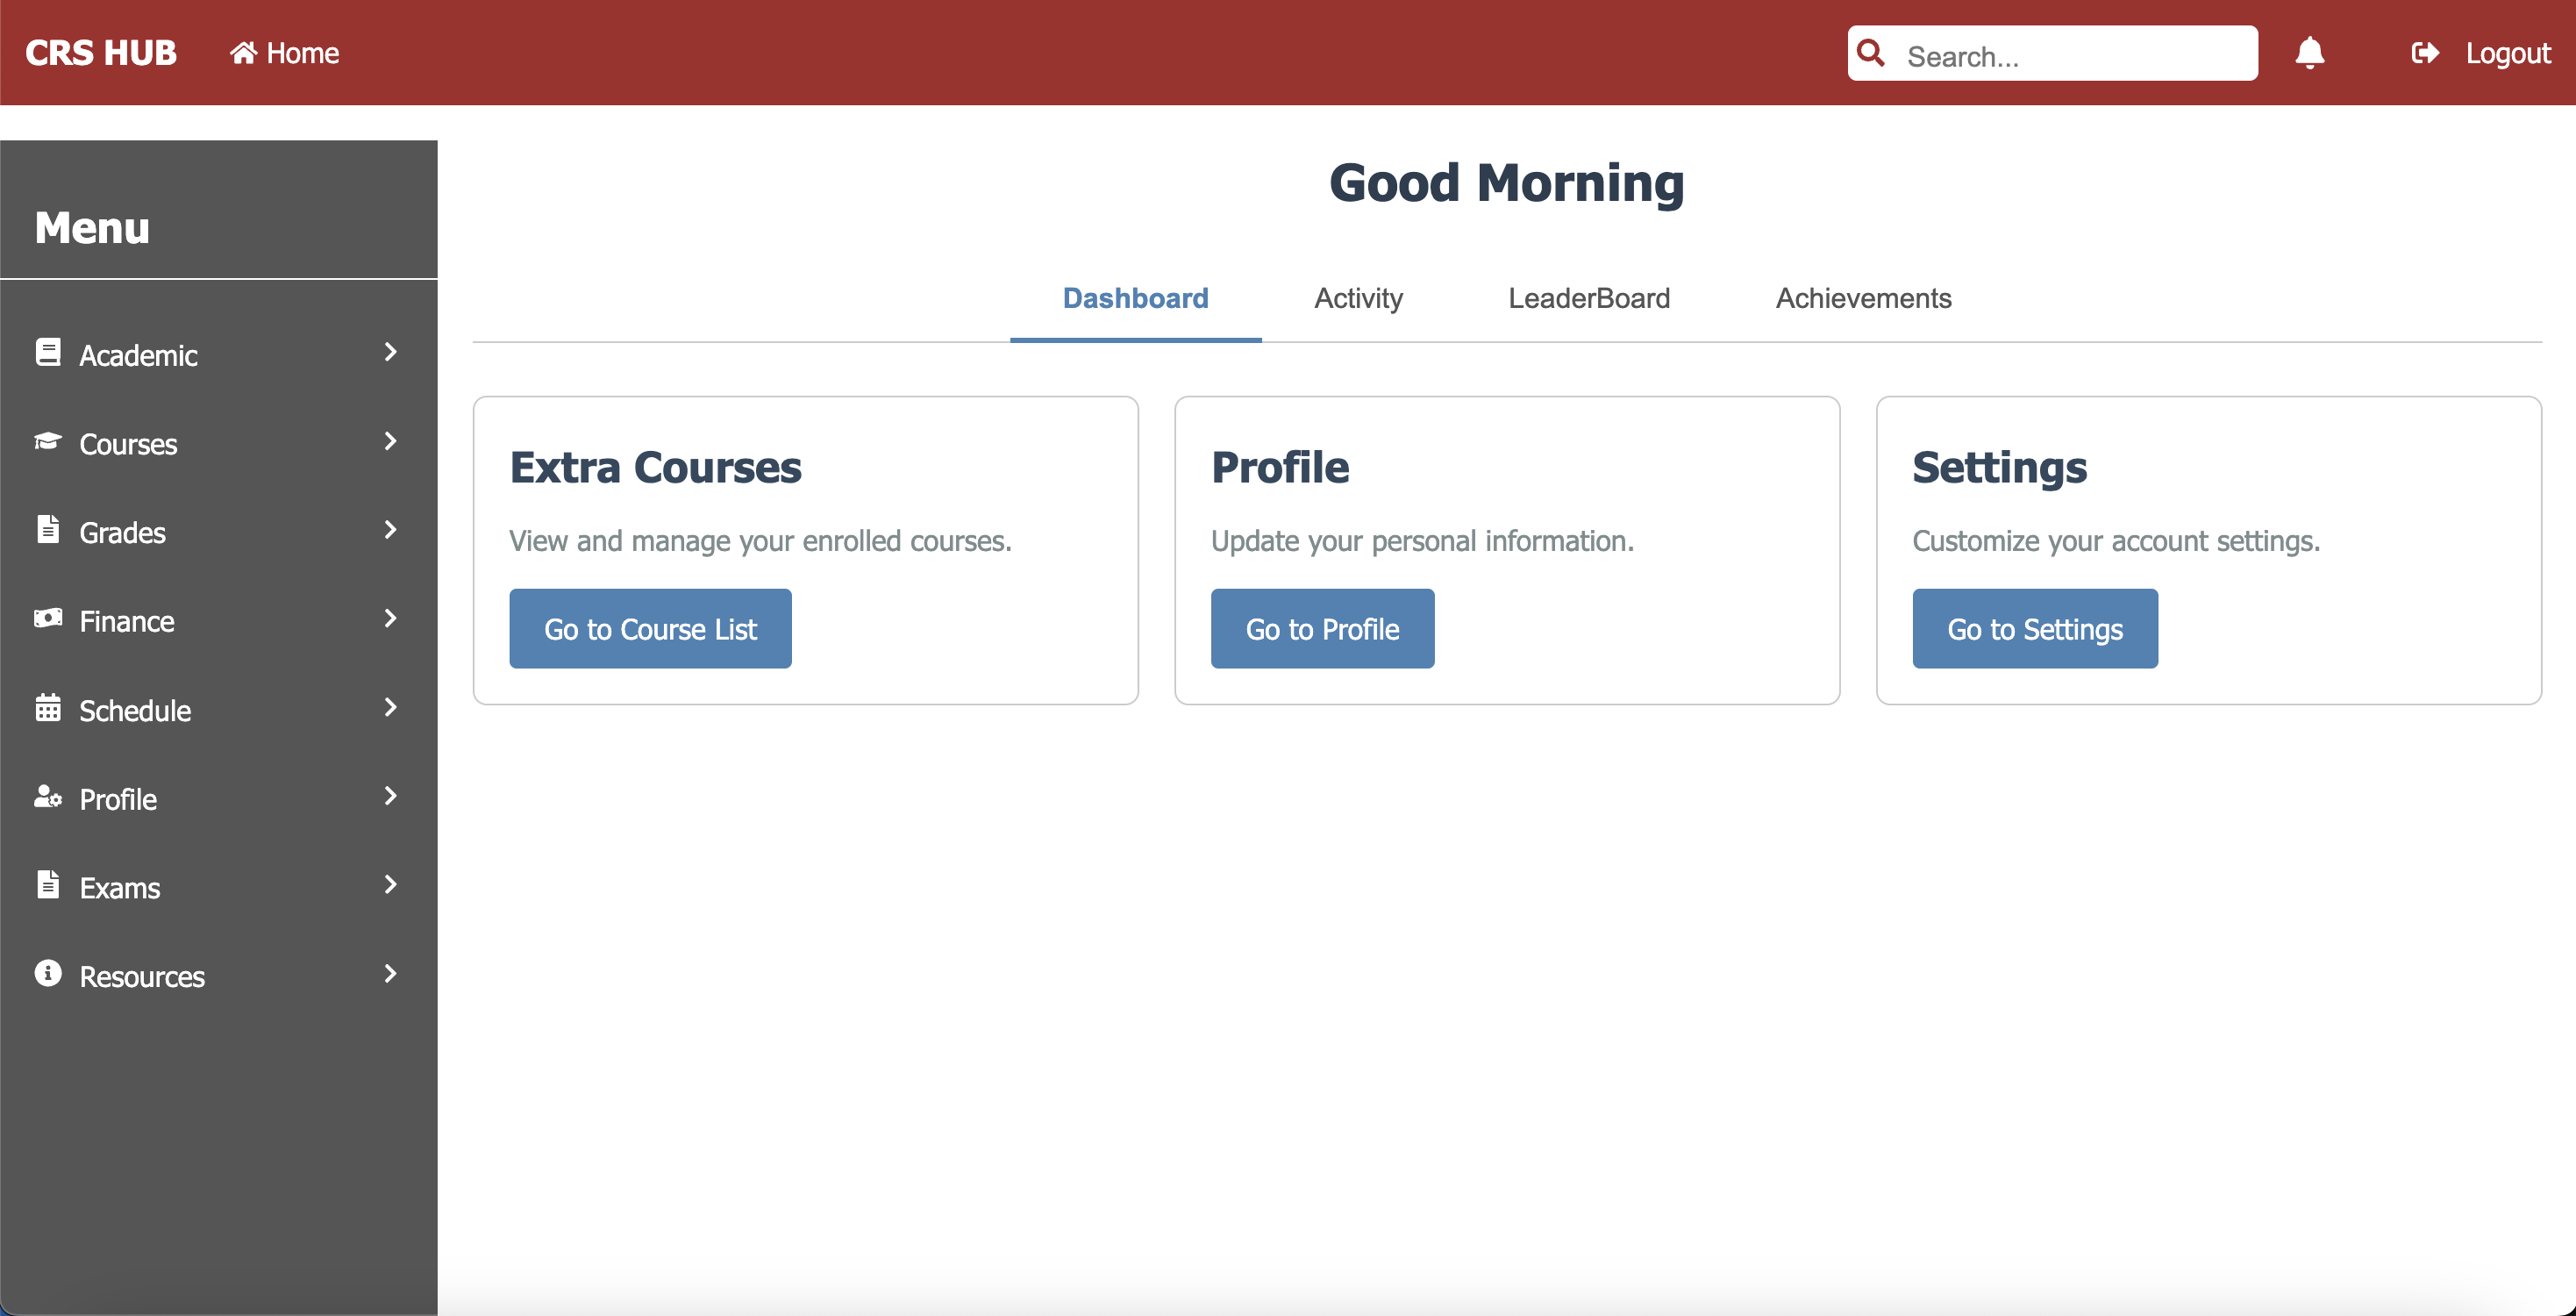 CRS HUB
Home
Search...
Logout
Menu
Academic
Courses
Grades
Finance
Schedule
Profile
Exams
Resources
Good Morning
Dashboard
Activity
LeaderBoard
Achievements
Extra Courses
View and manage your enrolled courses.
Go to Course List
Profile
Update your personal information.
Go to Profile
Settings
Customize your account settings.
Go to Settings